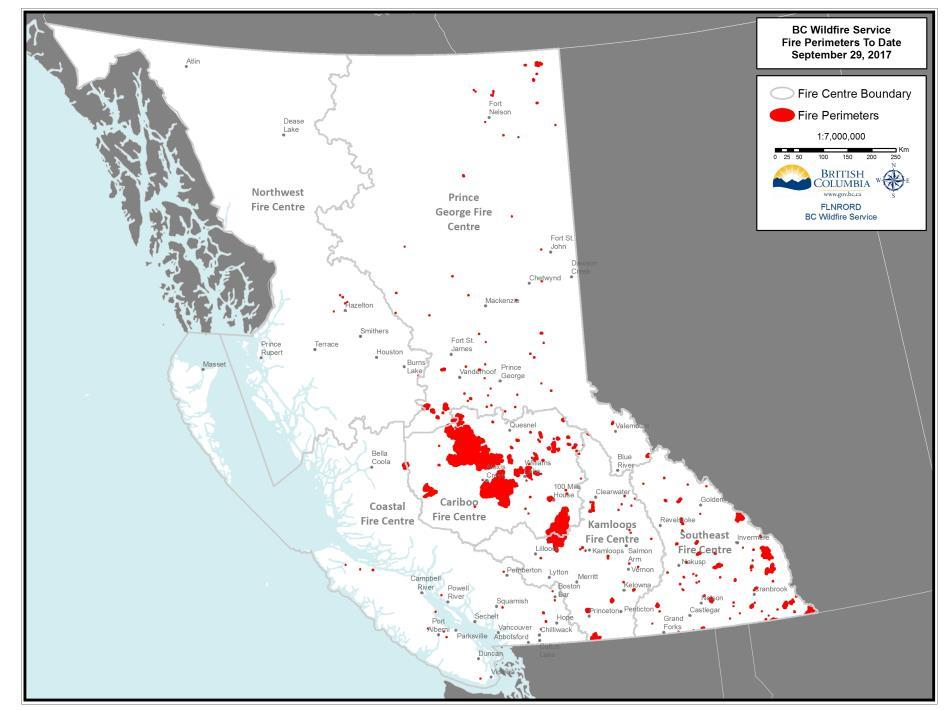 BC Wildfire Service
Fire Perimeters To Date
September 29, 2017
Fire Centre Boundary
Fire Perimeters
1:7,000,000
Km
0 25 50 100 150 200 250
BRITISH
COLUMBIA
www.gov.bc.ca
N
W
E
S
FLNRORD
BC Wildfire Service
Atlin
Fort
Nelson
Dease
Lake
Northwest
Fire Centre
Prince
George Fire
Centre
Fort St.
John
Dawson
Creek
Chetwynd
Mackenzie
Hazelton
Smithers
Prince
Rupert
Terrace
Houston
Fort St.
James
Masset
Burns
Lake
Vanderhoof
Prince
George
Quesnel
Valemount
Bella
Coola
Williams
Blue
River
100 Mile
House
Clearwater
Golden
Coastal
Fire Centre
Cariboo
Fire Centre
Kamloops
Fire Centre
Revelstoke
Southeast
Fire Centre
Invermere
Lillooet
Kamloops
Salmon
Arm
Nakusp
Pemberton
Lytton
Merritt
Vernon
Campbell
River
Powell
River
Boston
Bar
Kelowna
Cranbrook
Squamish
Princeton
Penticton
Nelson
Castlegar
Port
Alberni
Sechelt
Hope
Grand
Forks
Parksville
Vancouver
Abbotsford
Chilliwack
Cultus
Lake
Duncan